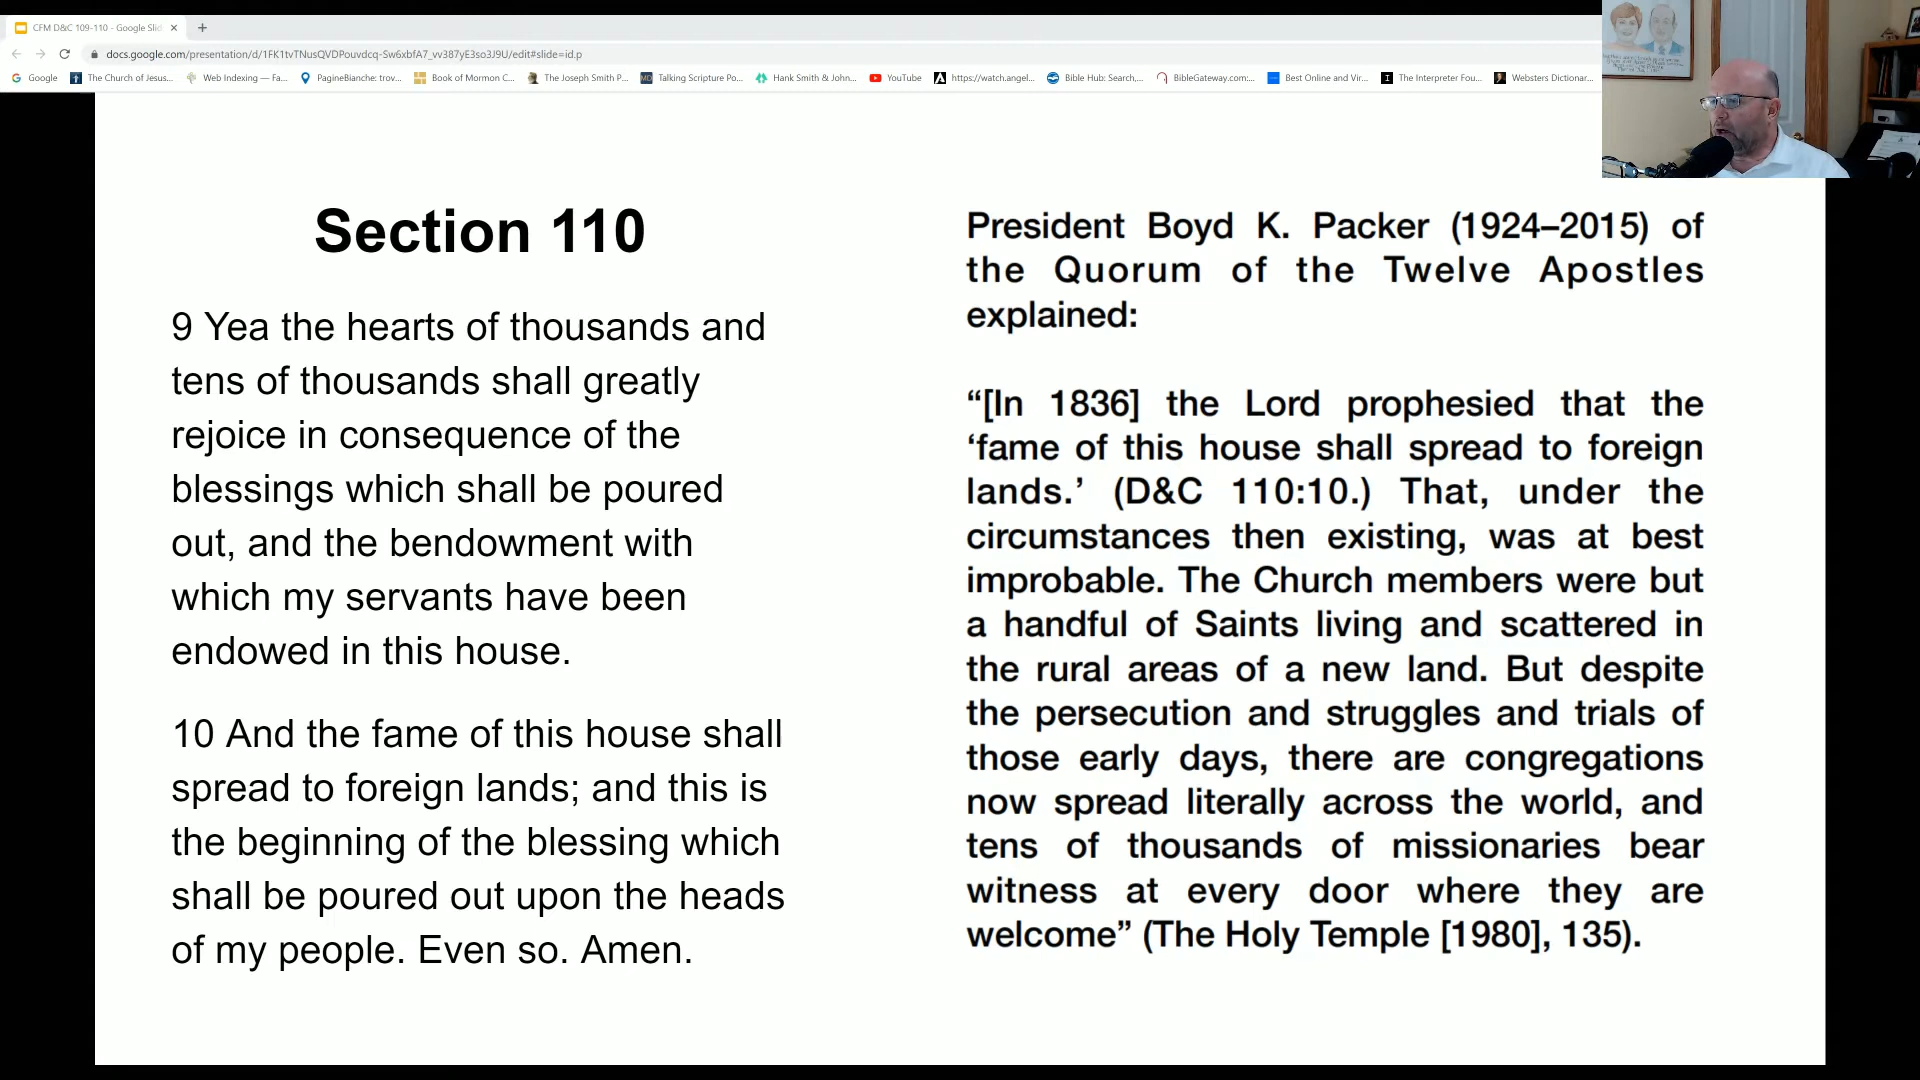 CFM D&C 109-110 - Google Slid
docs.google.com/presentation/d/1FK1tvTNusQVDPouvdcq-Sw6xbfA7_vv387yE3so3J9U/edit#slide=id.p
Google
The Church of Jesus...
Web Indexing — Fa...
PagineBianche: trov...
Book of Mormon C...
The Joseph Smith P...
Talking Scripture Po...
Hank Smith & John...
YouTube
https://watch.angel...
Bible Hub: Search,...
BibleGateway.com:...
Best Online and Vir...
The Interpreter Fou...
Websters Dictionar...
Section 110
9 Yea the hearts of thousands and
tens of thousands shall greatly
rejoice in consequence of the
blessings which shall be poured
out, and the bendowment with
which my servants have been
endowed in this house.
10 And the fame of this house shall
spread to foreign lands; and this is
the beginning of the blessing which
shall be poured out upon the heads
of my people. Even so. Amen.
President Boyd K. Packer (1924–2015) of
the Quorum of the Twelve Apostles
explained:
“[In 1836] the Lord prophesied that the
‘fame of this house shall spread to foreign
lands.’ (D&C 110:10.) That, under the
circumstances then existing, was at best
improbable. The Church members were but
a handful of Saints living and scattered in
the rural areas of a new land. But despite
the persecution and struggles and trials of
those early days, there are congregations
now spread literally across the world, and
tens of thousands of missionaries bear
witness at every door where they are
welcome” (The Holy Temple [1980], 135).